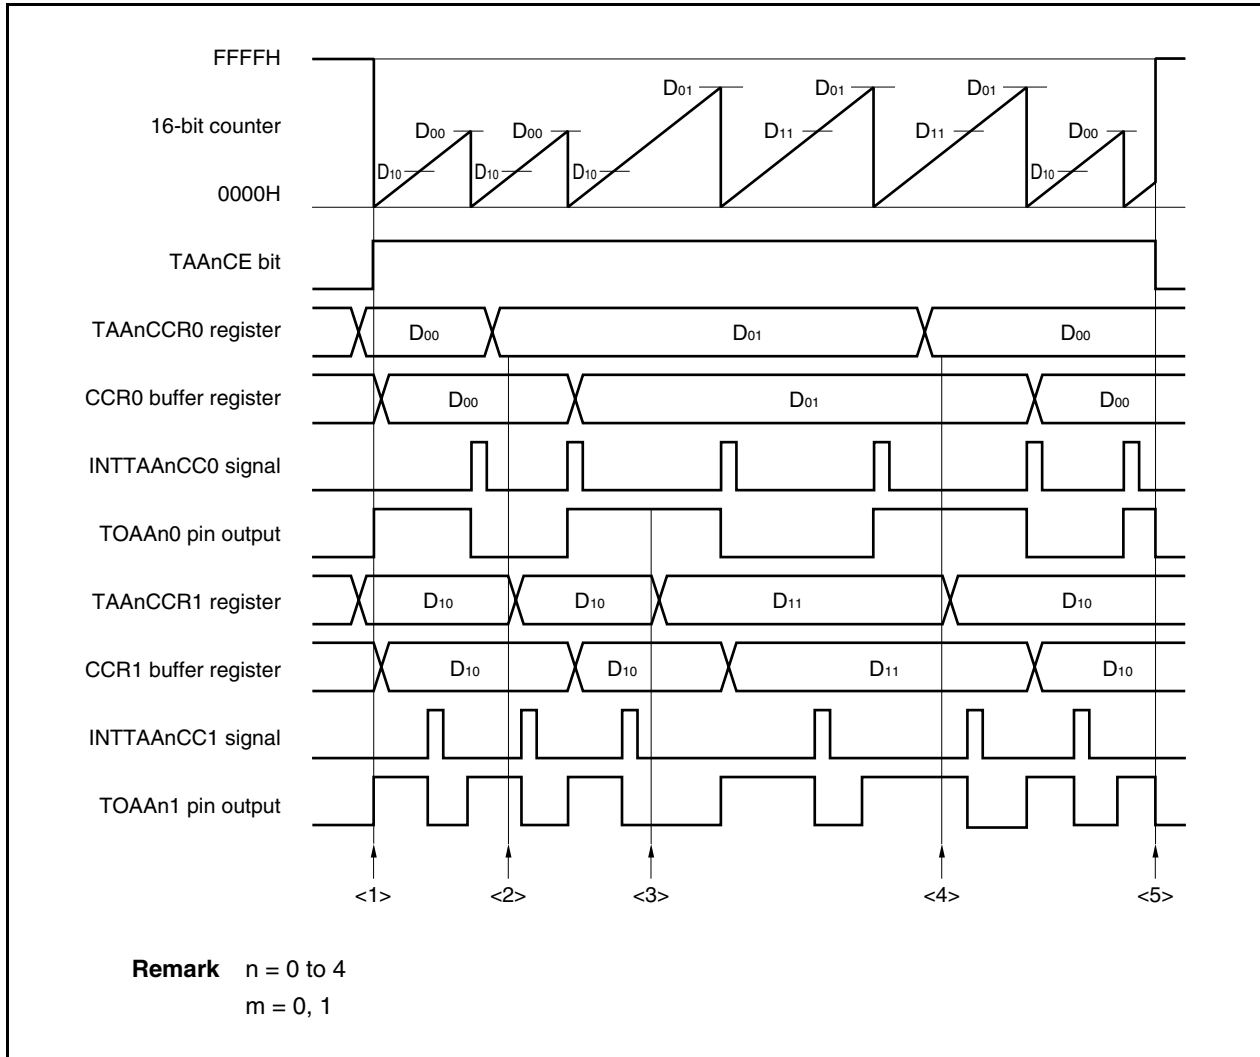 FFFFH
16-bit counter
0000H
D10 D00 D10 D00 D10 D01 D11 D01 D11 D01 D10 D00
TAAnCE bit
TAAnCCR0 register D00 D01 D00
CCR0 buffer register D00 D01 D00
INTTAAnCC0 signal
TOAAn0 pin output
TAAnCCR1 register D10 D10 D11 D10
CCR1 buffer register D10 D10 D11 D10
INTTAAnCC1 signal
TOAAn1 pin output
<1> <2> <3> <4> <5>
Remark n = 0 to 4
m = 0, 1